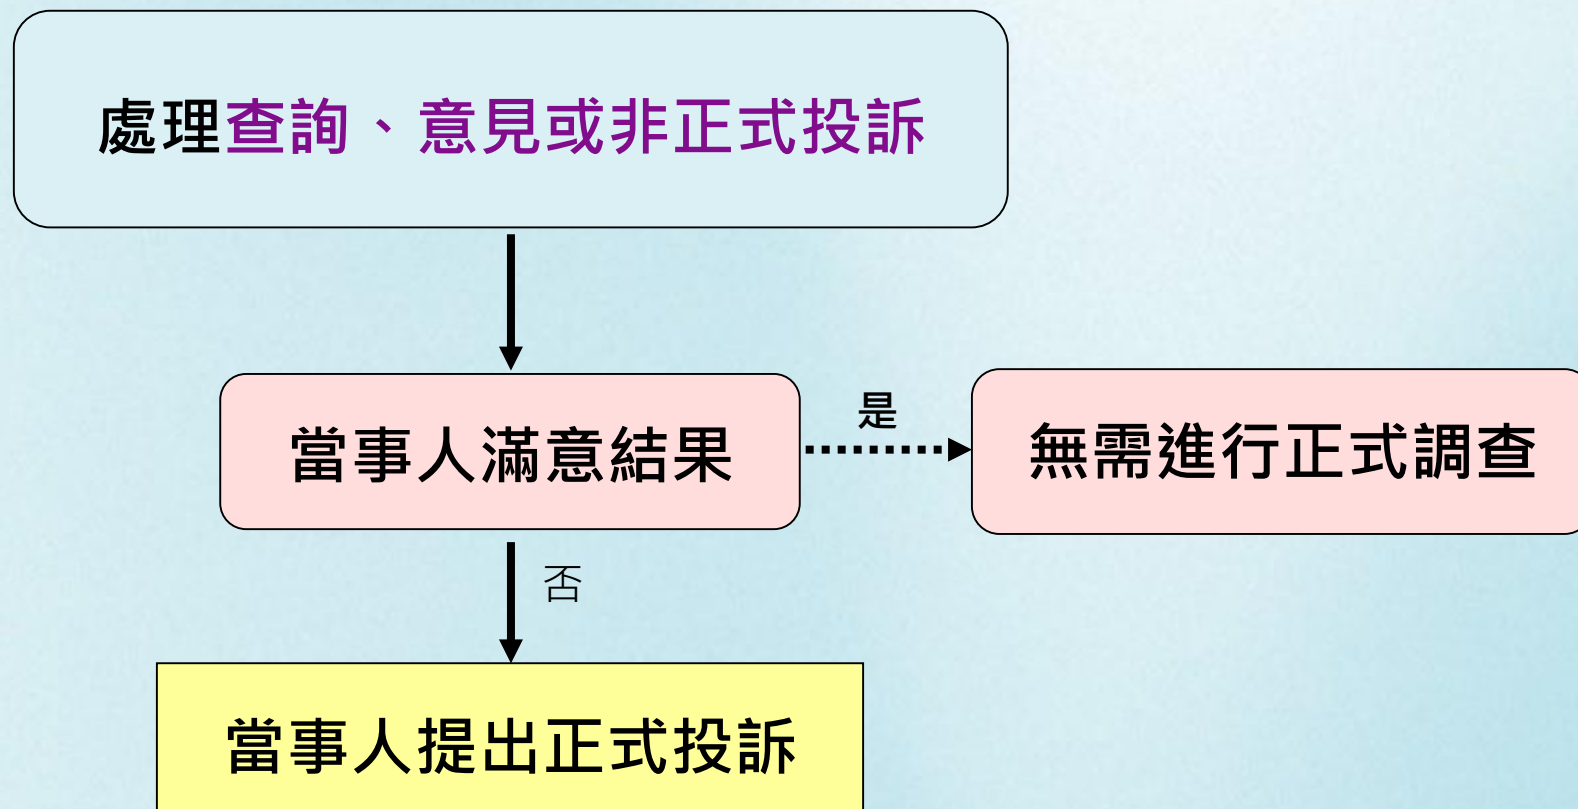 處理查詢、意見或非正式投訴
當事人滿意結果
是
無需進行正式調查
否
當事人提出正式投訴